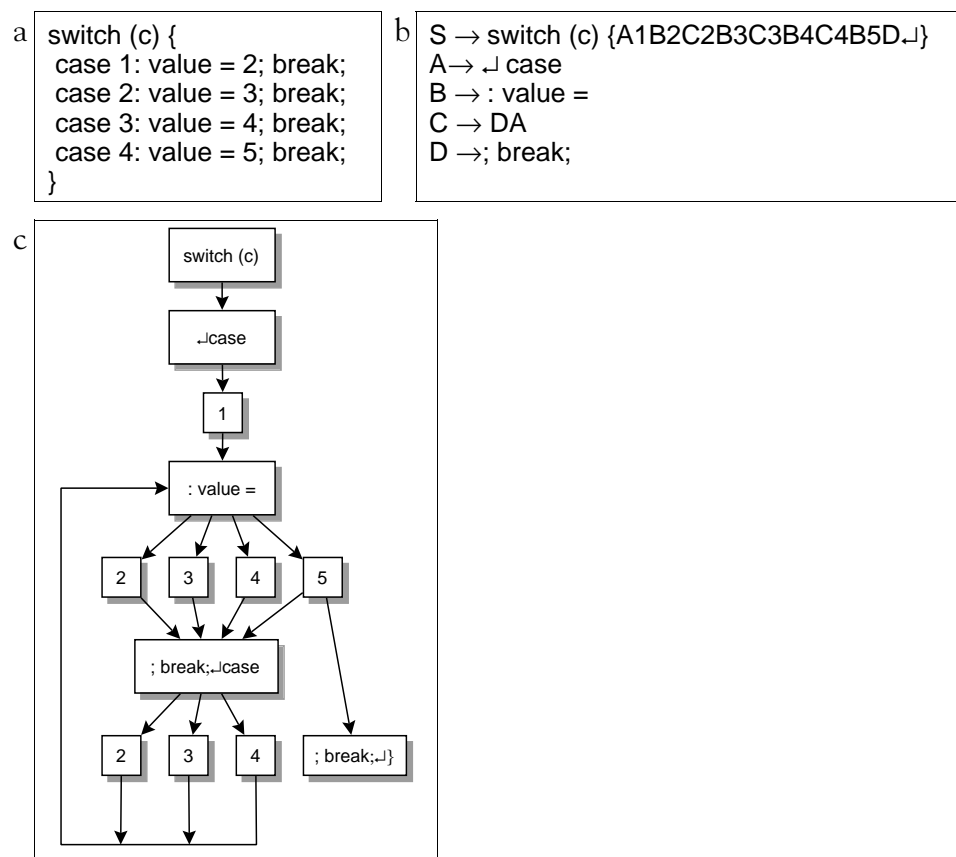 a
switch (c) {
case 1: value = 2; break;
case 2: value = 3; break;
case 3: value = 4; break;
case 4: value = 5; break;
}
b
S → switch (c) {A1B2C2B3C3B4C4B5D↵}
A→ ↵ case
B → : value =
C → DA
D →; break;
c
switch (c)
↵case
1
: value =
2 3 4 5
; break;↵case
2 3 4 ; break;↵}